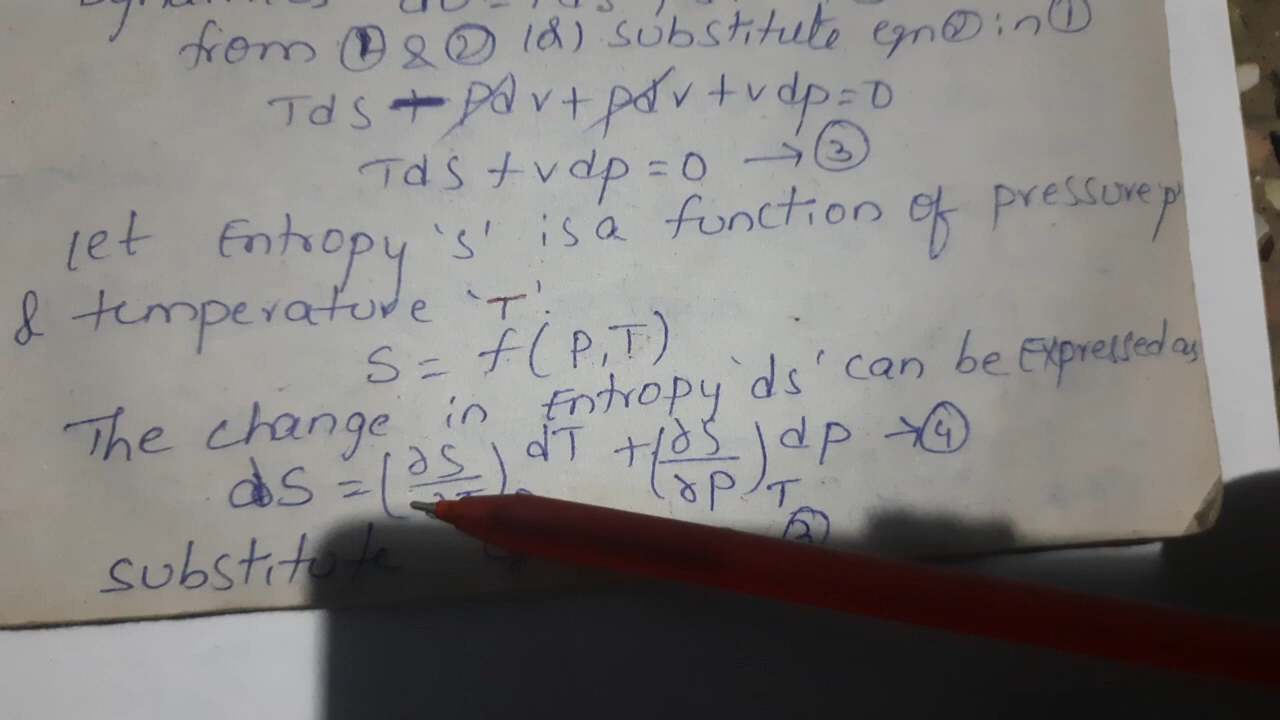 from ① & ② (d) substitute eqn② in ①
Tds - pdv + pdv + vdp = 0
Tds + vdp = 0 → ③
let Entropy 's' is a function of pressure p
& temperature 'T'.
S = f(P,T)
The change in Entropy 'ds' can be Expressed as
ds = (∂S/∂T) dT + (∂S/∂P)T dp → ④
substitute ③